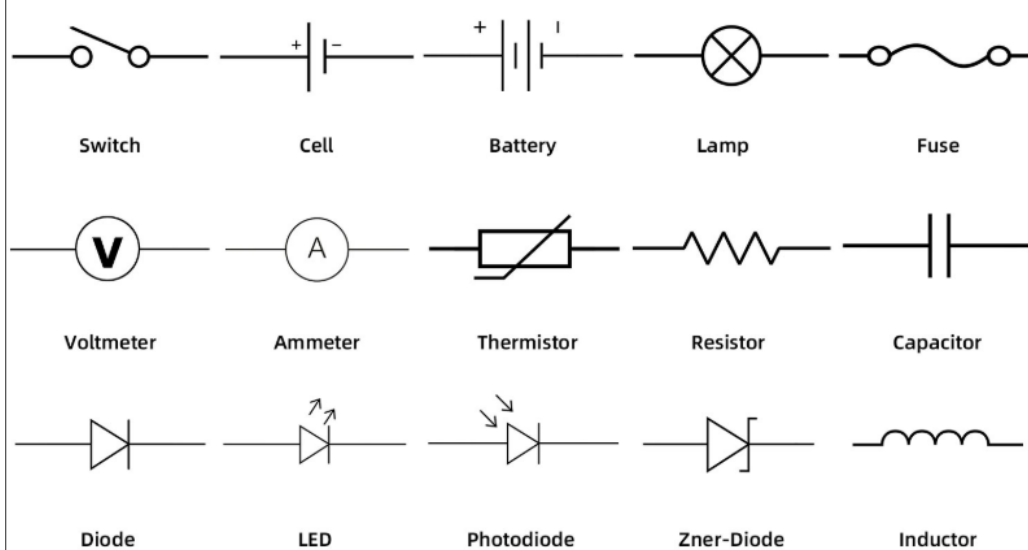 + −
+ −
Switch Cell Battery Lamp Fuse
V A
Voltmeter Ammeter Thermistor Resistor Capacitor
Diode LED Photodiode Zner-Diode Inductor